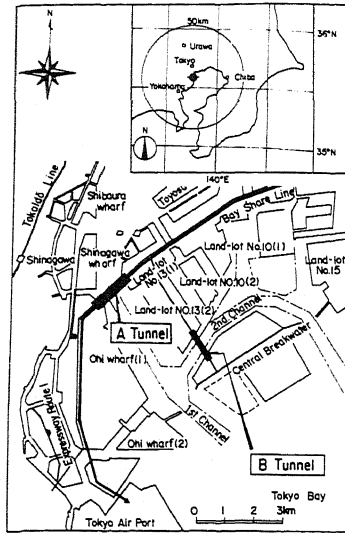 N
50km
36°N
Urawa
Tokyo
Chiba
Yokohama
N
35°N
140°E
Tokaido Line
Shibaura
wharf
Toyosu
Bay Share Line
Land-lot No.10(1)
Land-lot
No.15
Shinagawa
Shinagawa
wharf
Land-lot
No.13(1)
Land-lot No.10(2)
Land-lot No.13(2)
2nd Channel
A Tunnel
Central Breakwater
Ohi wharf(1)
1st Channel
Expressway Route 1
Ohi wharf(2)
B Tunnel
Tokyo Bay
Tokyo Air Port
0 1 2 3km